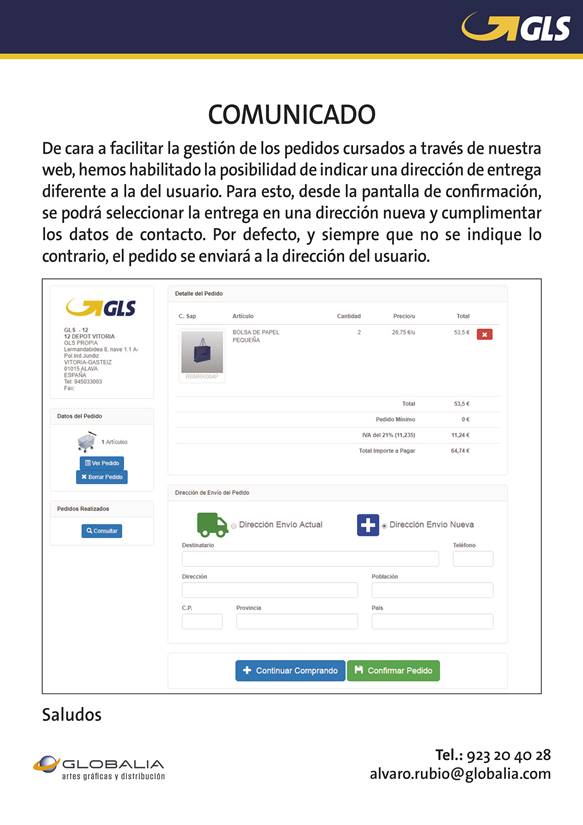 GLS
COMUNICADO
De cara a facilitar la gestión de los pedidos cursados a través de nuestra
web, hemos habilitado la posibilidad de indicar una dirección de entrega
diferente a la del usuario. Para esto, desde la pantalla de confirmación,
se podrá seleccionar la entrega en una dirección nueva y cumplimentar
los datos de contacto. Por defecto, y siempre que no se indique lo
contrario, el pedido se enviará a la dirección del usuario.
GLS
GLS - 12
12 DEPOT VITORIA
GLS PROPIA
Lermandabidea 8, nave 1.1 A-
Pol.Ind.Jundiz
VITORIA-GASTEIZ
01015 ALAVA
ESPAÑA
Tel: 945033003
Fax:
Datos del Pedido
1 Artículos
Ver Pedido
Borrar Pedido
Pedidos Realizados
Consultar
Detalle del Pedido
C. Sap Artículo Cantidad Precio/u Total
BOLSA DE PAPEL PEQUEÑA 2 26,75 €/u 53,5 €
Total 53,5 €
Pedido Mínimo 0 €
IVA del 21% (11,235) 11,24 €
Total Importe a Pagar 64,74 €
Dirección de Envío del Pedido
Dirección Envío Actual Dirección Envío Nueva
Destinatario Teléfono
Dirección Población
C.P. Provincia País
Continuar Comprando Confirmar Pedido
Saludos
GLOBALIA
artes gráficas y distribución
Tel.: 923 20 40 28
alvaro.rubio@globalia.com